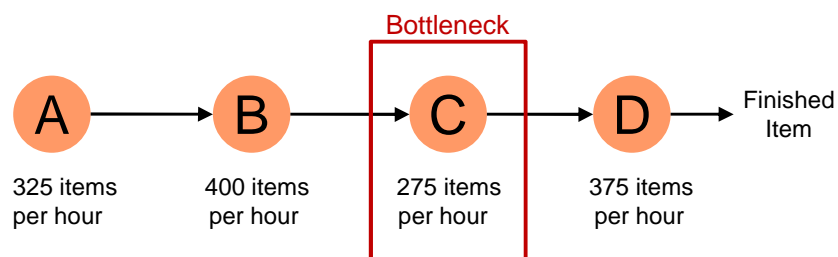 Bottleneck
A
B
C
D
Finished
Item
325 items
per hour
400 items
per hour
275 items
per hour
375 items
per hour